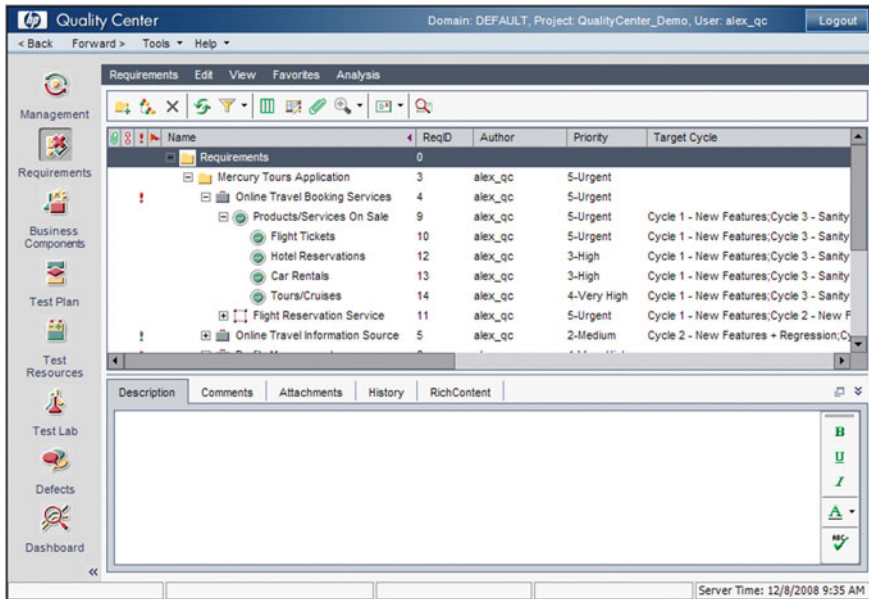 hp Quality Center Domain: DEFAULT, Project: QualityCenter_Demo, User: alex_qc Logout
< Back Forward > Tools Help
Management
Requirements
Business
Components
Test Plan
Test
Resources
Test Lab
Defects
Dashboard
«
Requirements Edit View Favorites Analysis
Name ReqID Author Priority Target Cycle
Requirements 0
Mercury Tours Application 3 alex_qc 5-Urgent
Online Travel Booking Services 4 alex_qc 5-Urgent
Products/Services On Sale 9 alex_qc 5-Urgent Cycle 1 - New Features;Cycle 3 - Sanity
Flight Tickets 10 alex_qc 5-Urgent Cycle 1 - New Features;Cycle 3 - Sanity
Hotel Reservations 12 alex_qc 3-High Cycle 1 - New Features;Cycle 3 - Sanity
Car Rentals 13 alex_qc 3-High Cycle 1 - New Features;Cycle 3 - Sanity
Tours/Cruises 14 alex_qc 4-Very High Cycle 1 - New Features;Cycle 3 - Sanity
Flight Reservation Service 11 alex_qc 5-Urgent Cycle 1 - New Features;Cycle 2 - New F
Online Travel Information Source 5 alex_qc 2-Medium Cycle 2 - New Features + Regression;Cy
Description Comments Attachments History RichContent
B
U
I
A
ABC
Server Time: 12/8/2008 9:35 AM